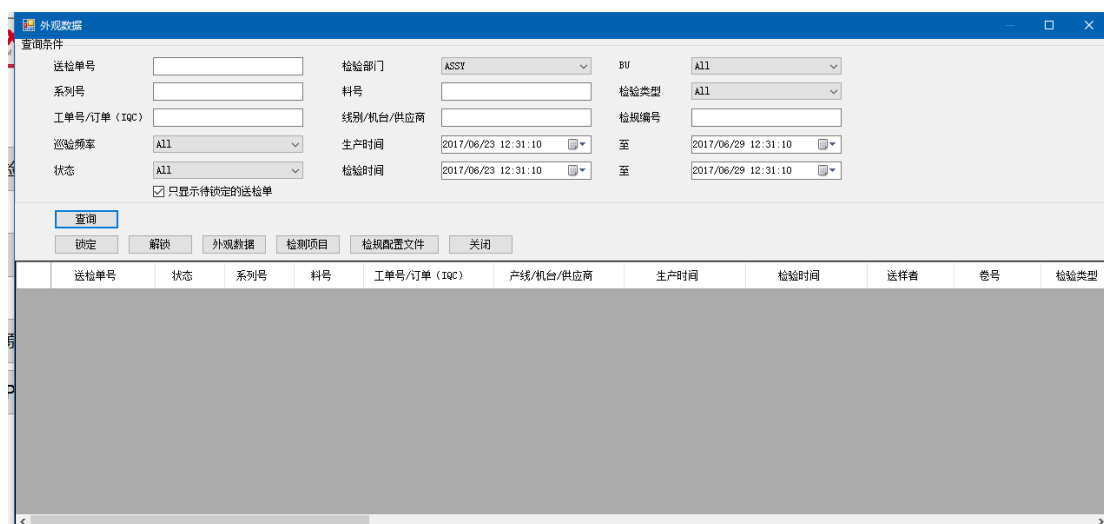 外观数据
查询条件
送检单号 检验部门 ASSY BU All
系列号 料号 检验类型 All
工单号/订单 (IQC) 线别/机台/供应商 检规编号
巡验频率 All 生产时间 2017/06/23 12:31:10 至 2017/06/29 12:31:10
状态 All 检验时间 2017/06/23 12:31:10 至 2017/06/29 12:31:10
只显示待锁定的送检单
查询
锁定 解锁 外观数据 检测项目 检规配置文件 关闭
送检单号 状态 系列号 料号 工单号/订单 (IQC) 产线/机台/供应商 生产时间 检验时间 送样者 卷号 检验类型